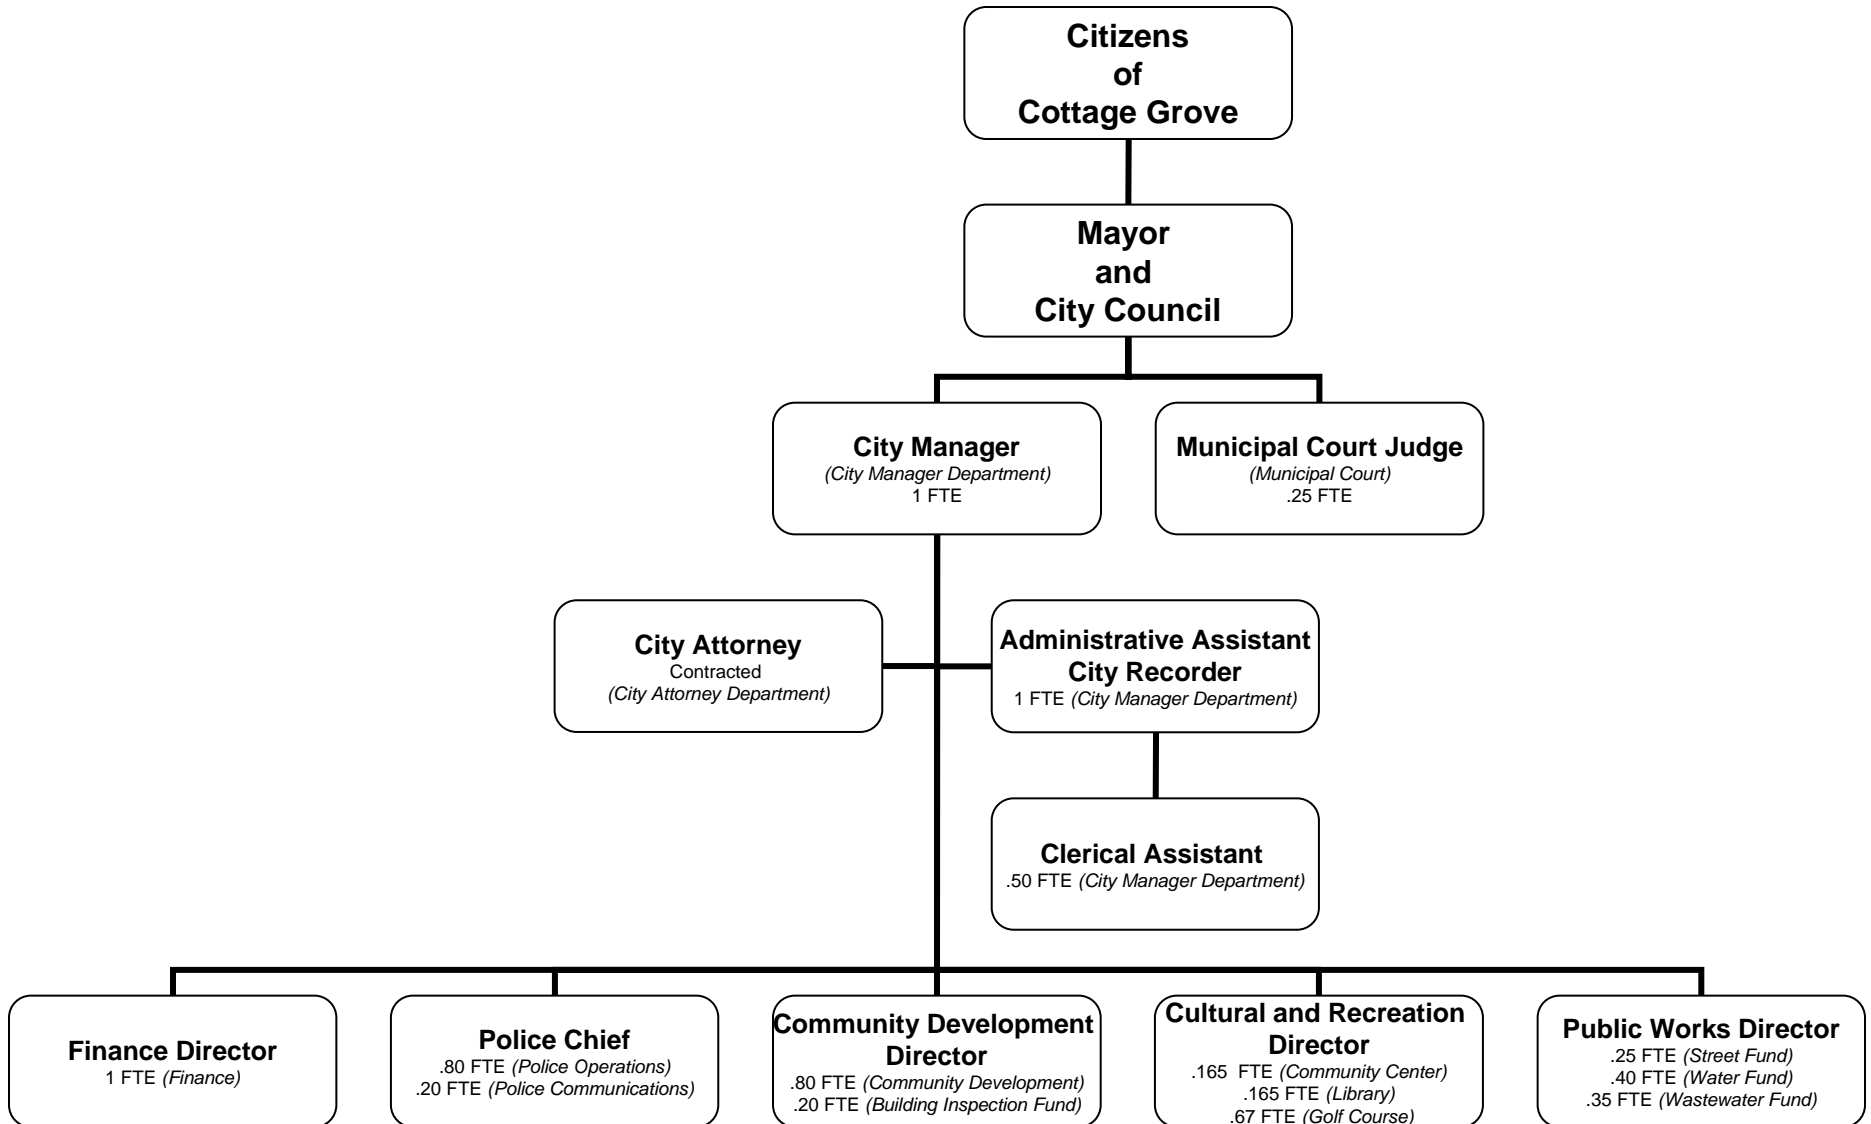 Citizens
of
Cottage Grove
Mayor
and
City Council
City Manager
(City Manager Department)
1 FTE
Municipal Court Judge
(Municipal Court)
.25 FTE
City Attorney
Contracted
(City Attorney Department)
Administrative Assistant
City Recorder
1 FTE (City Manager Department)
Clerical Assistant
.50 FTE (City Manager Department)
Finance Director
1 FTE (Finance)
Police Chief
.80 FTE (Police Operations)
.20 FTE (Police Communications)
Community Development
Director
.80 FTE (Community Development)
.20 FTE (Building Inspection Fund)
Cultural and Recreation
Director
.165 FTE (Community Center)
.165 FTE (Library)
.67 FTE (Golf Course)
Public Works Director
.25 FTE (Street Fund)
.40 FTE (Water Fund)
.35 FTE (Wastewater Fund)